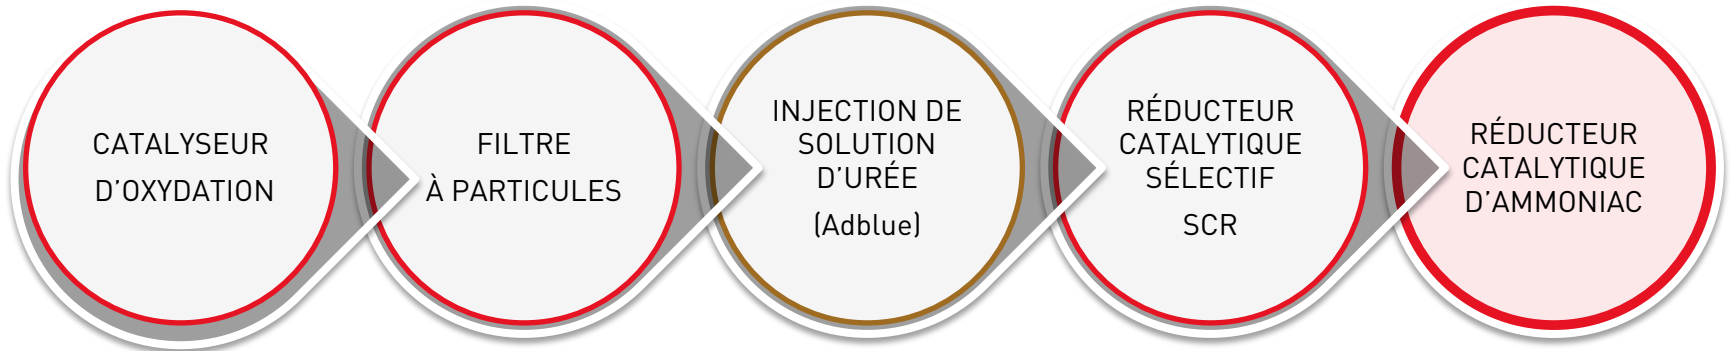 CATALYSEUR
D'OXYDATION
FILTRE
À PARTICULES
INJECTION DE
SOLUTION
D'URÉE
(Adblue)
RÉDUCTEUR
CATALYTIQUE
SÉLECTIF
SCR
RÉDUCTEUR
CATALYTIQUE
D'AMMONIAC